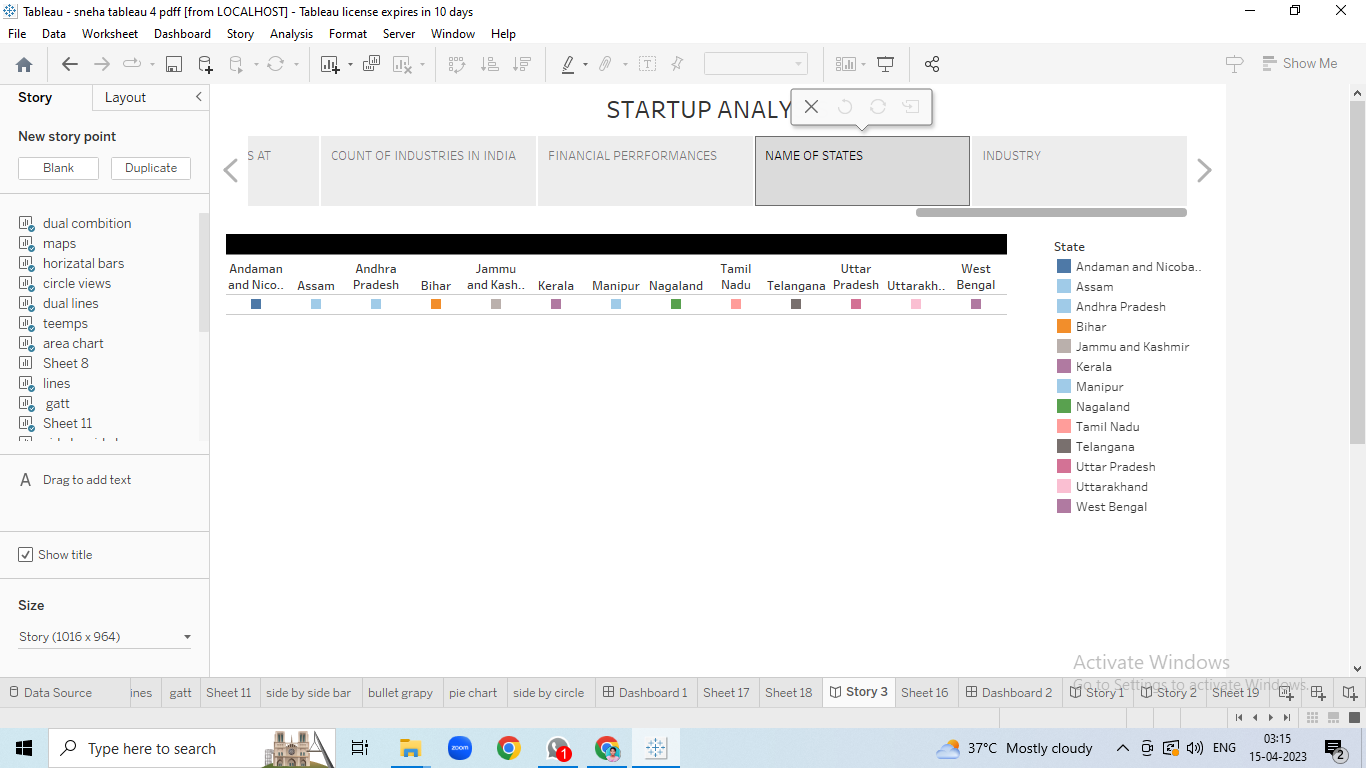 Tableau - sneha tableau 4 pdff [from LOCALHOST] - Tableau license expires in 10 days
File Data Worksheet Dashboard Story Analysis Format Server Window Help
Show Me
Story Layout
New story point
Blank Duplicate
dual combition
maps
horizatal bars
circle views
dual lines
teemps
area chart
Sheet 8
lines
gatt
Sheet 11
A Drag to add text
Show title
Size
Story (1016 x 964)
STARTUP ANALY
S AT COUNT OF INDUSTRIES IN INDIA FINANCIAL PERRFORMANCES NAME OF STATES INDUSTRY
Andaman and Nico.. Assam Andhra Pradesh Bihar Jammu and Kash.. Kerala Manipur Nagaland Tamil Nadu Telangana Uttar Pradesh Uttarakh.. West Bengal
State
Andaman and Nicoba..
Assam
Andhra Pradesh
Bihar
Jammu and Kashmir
Kerala
Manipur
Nagaland
Tamil Nadu
Telangana
Uttar Pradesh
Uttarakhand
West Bengal
Activate Windows
Go to Settings to activate Windows.
Data Source ines gatt Sheet 11 side by side bar bullet grapy pie chart side by circle Dashboard 1 Sheet 17 Sheet 18 Story 3 Sheet 16 Dashboard 2 Story 1 Story 2 Sheet 19
Type here to search
zoom
1
37°C Mostly cloudy
ENG
03:15
15-04-2023
2